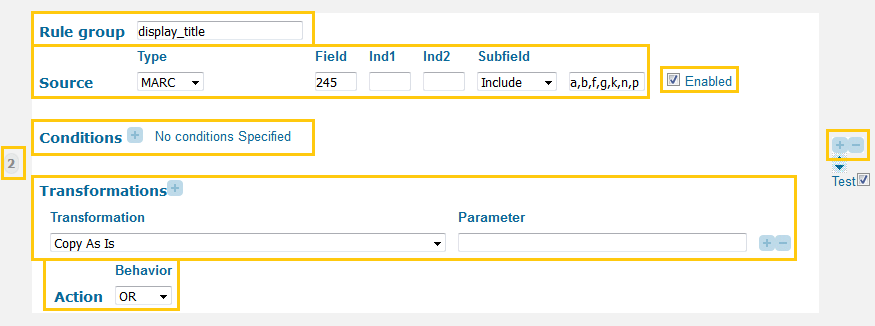 Rule group display_title
Type Field Ind1 Ind2 Subfield
Source MARC 245 Include a,b,f,g,k,n,p Enabled
Conditions + No conditions Specified
+ −
2
Test
Transformations +
Transformation Parameter
Copy As Is + −
Behavior
Action OR